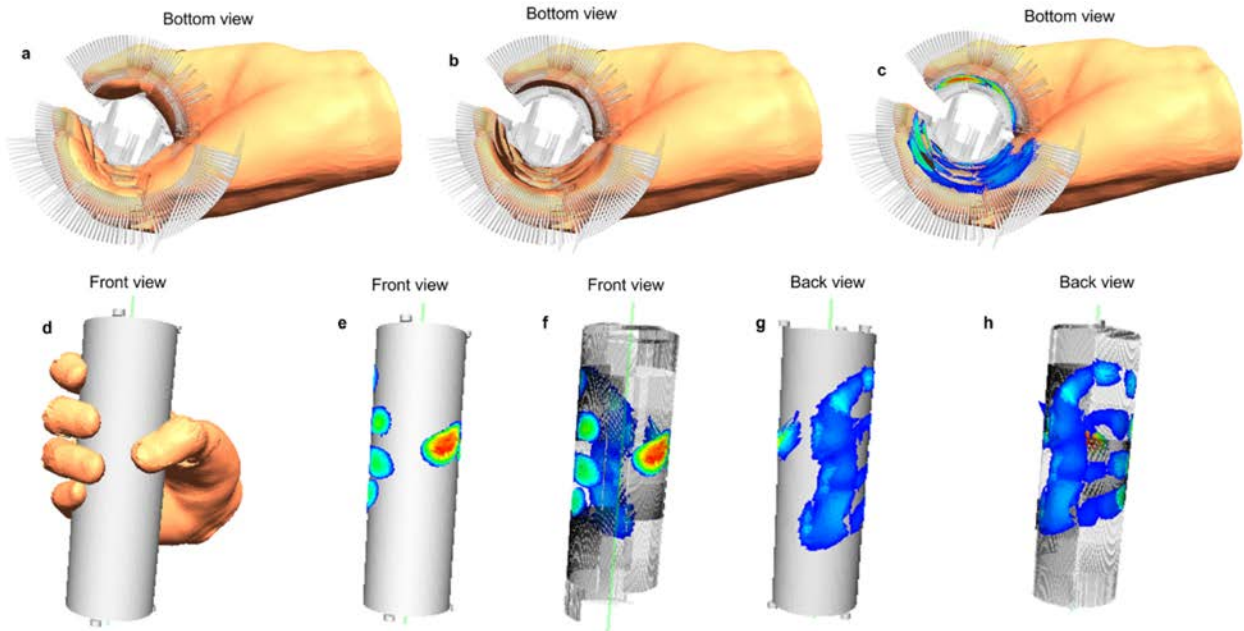 Bottom view
Bottom view
Bottom view
a
b
c
Front view
Front view
Front view
Back view
Back view
d
e
f
g
h